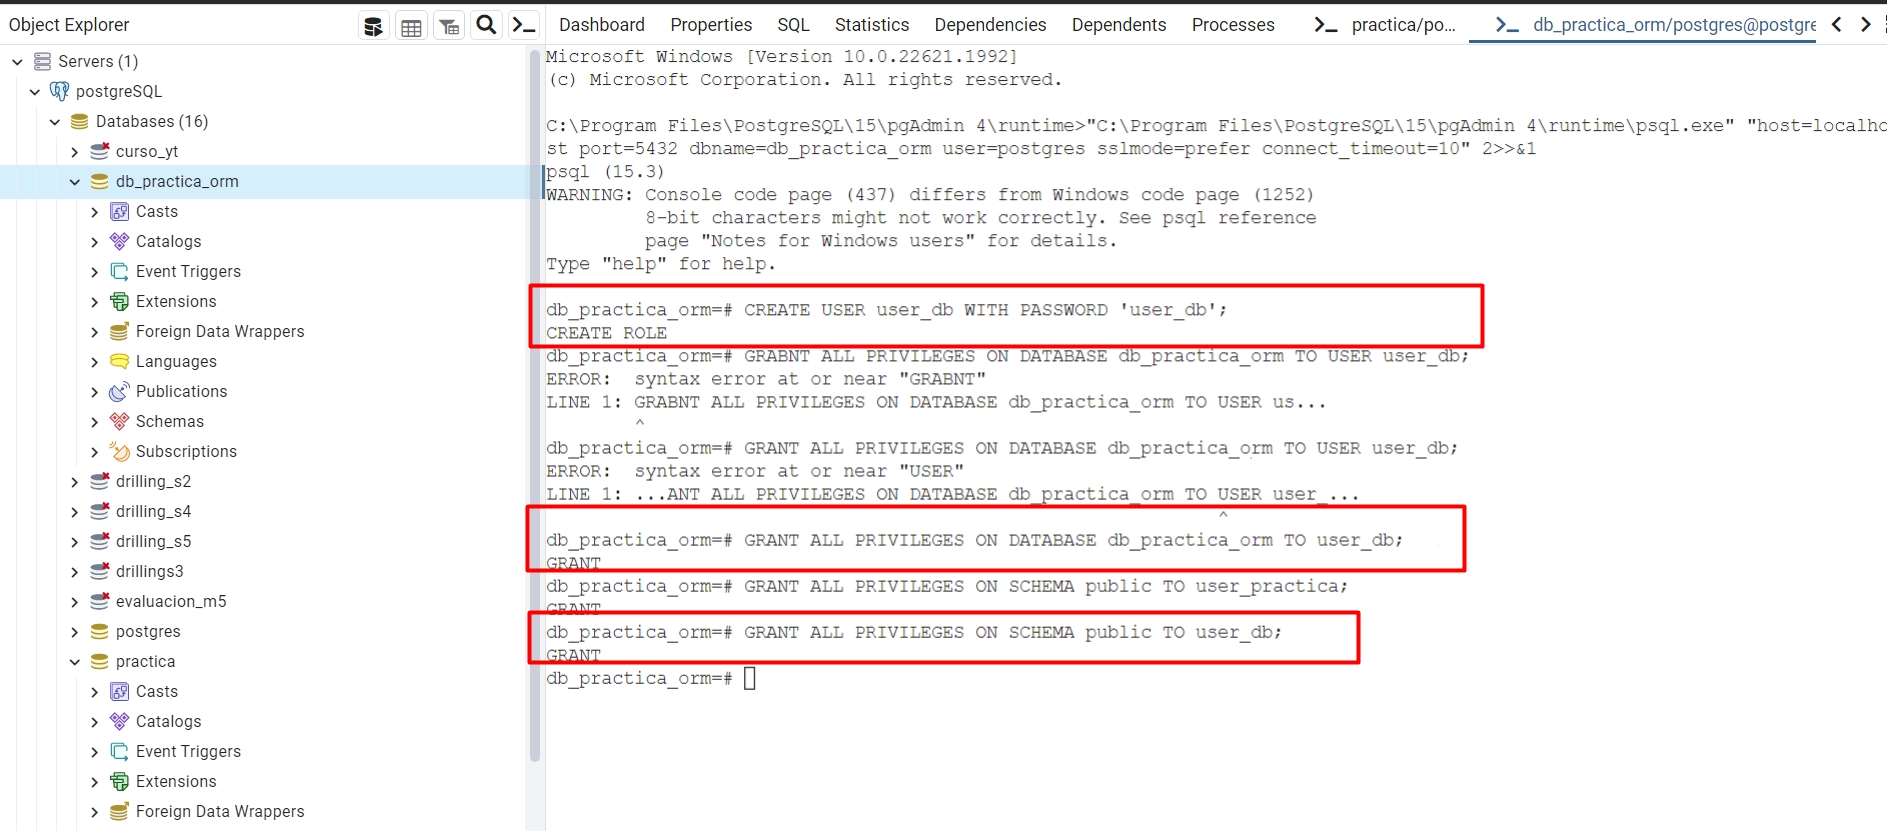 Object Explorer
Servers (1)
postgreSQL
Databases (16)
curso_yt
db_practica_orm
Casts
Catalogs
Event Triggers
Extensions
Foreign Data Wrappers
Languages
Publications
Schemas
Subscriptions
drilling_s2
drilling_s4
drilling_s5
drillings3
evaluacion_m5
postgres
practica
Casts
Catalogs
Event Triggers
Extensions
Foreign Data Wrappers
Dashboard Properties SQL Statistics Dependencies Dependents Processes practica/po... db_practica_orm/postgres@postgre
Microsoft Windows [Version 10.0.22621.1992]
(c) Microsoft Corporation. All rights reserved.
C:\Program Files\PostgreSQL\15\pgAdmin 4\runtime>"C:\Program Files\PostgreSQL\15\pgAdmin 4\runtime\psql.exe" "host=localho
st port=5432 dbname=db_practica_orm user=postgres sslmode=prefer connect_timeout=10" 2>>&1
psql (15.3)
WARNING: Console code page (437) differs from Windows code page (1252)
8-bit characters might not work correctly. See psql reference
page "Notes for Windows users" for details.
Type "help" for help.
db_practica_orm=# CREATE USER user_db WITH PASSWORD 'user_db';
CREATE ROLE
db_practica_orm=# GRABNT ALL PRIVILEGES ON DATABASE db_practica_orm TO USER user_db;
ERROR: syntax error at or near "GRABNT"
LINE 1: GRABNT ALL PRIVILEGES ON DATABASE db_practica_orm TO USER us...
^
db_practica_orm=# GRANT ALL PRIVILEGES ON DATABASE db_practica_orm TO USER user_db;
ERROR: syntax error at or near "USER"
LINE 1: ...ANT ALL PRIVILEGES ON DATABASE db_practica_orm TO USER user_...
^
db_practica_orm=# GRANT ALL PRIVILEGES ON DATABASE db_practica_orm TO user_db;
GRANT
db_practica_orm=# GRANT ALL PRIVILEGES ON SCHEMA public TO user_practica;
GRANT
db_practica_orm=# GRANT ALL PRIVILEGES ON SCHEMA public TO user_db;
GRANT
db_practica_orm=#